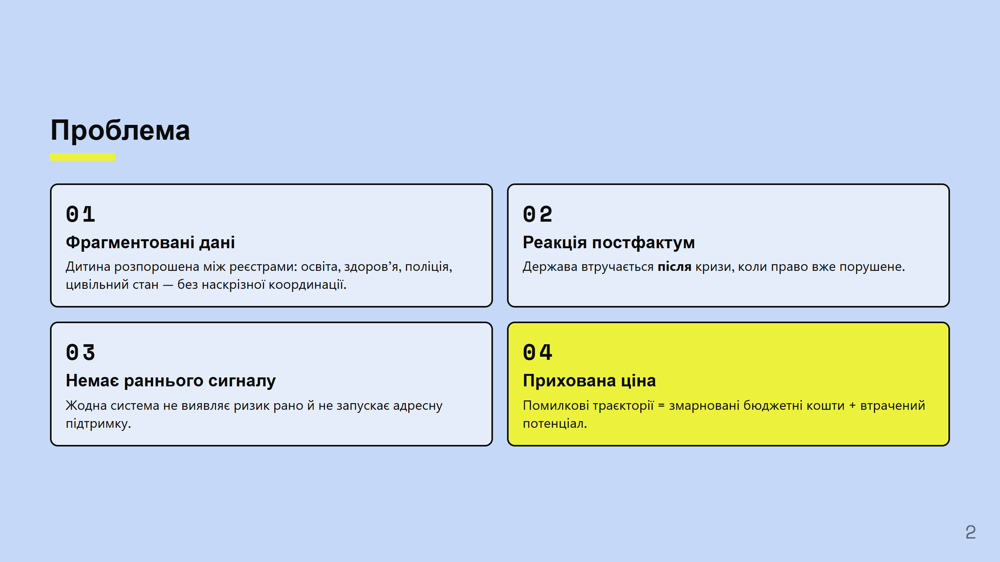 Проблема
01
Фрагментовані дані
Дитина розпорошена між реєстрами: освіта, здоров’я, поліція,
цивільний стан — без наскрізної координації.
02
Реакція постфактум
Держава втручається після кризи, коли право вже порушене.
03
Немає раннього сигналу
Жодна система не виявляє ризик рано й не запускає адресну
підтримку.
04
Прихована ціна
Помилкові траєкторії = змарновані бюджетні кошти + втрачений
потенціал.
2